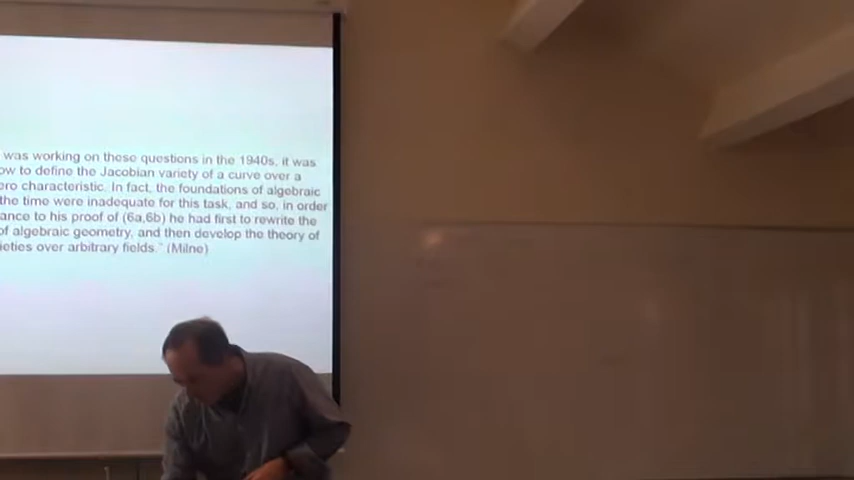 was working on these questions in the 1940s, it was
ow to define the Jacobian variety of a curve over a
ero characteristic. In fact, the foundations of algebraic
the time were inadequate for this task, and so, in order
ance to his proof of (6a,6b) he had first to rewrite the
of algebraic geometry, and then develop the theory of
ieties over arbitrary fields." (Milne)